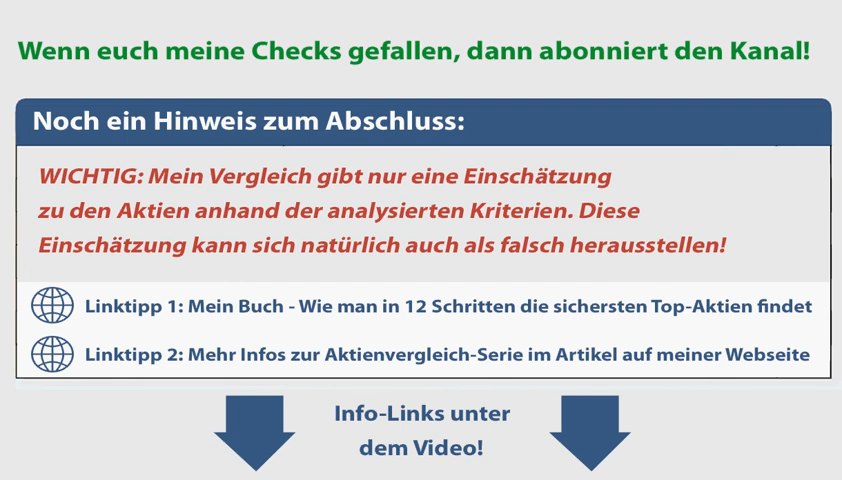 Wenn euch meine Checks gefallen, dann abonniert den Kanal!
Noch ein Hinweis zum Abschluss:
WICHTIG: Mein Vergleich gibt nur eine Einschätzung
zu den Aktien anhand der analysierten Kriterien. Diese
Einschätzung kann sich natürlich auch als falsch herausstellen!
Linktipp 1: Mein Buch - Wie man in 12 Schritten die sichersten Top-Aktien findet
Linktipp 2: Mehr Infos zur Aktienvergleich-Serie im Artikel auf meiner Webseite
Info-Links unter
dem Video!